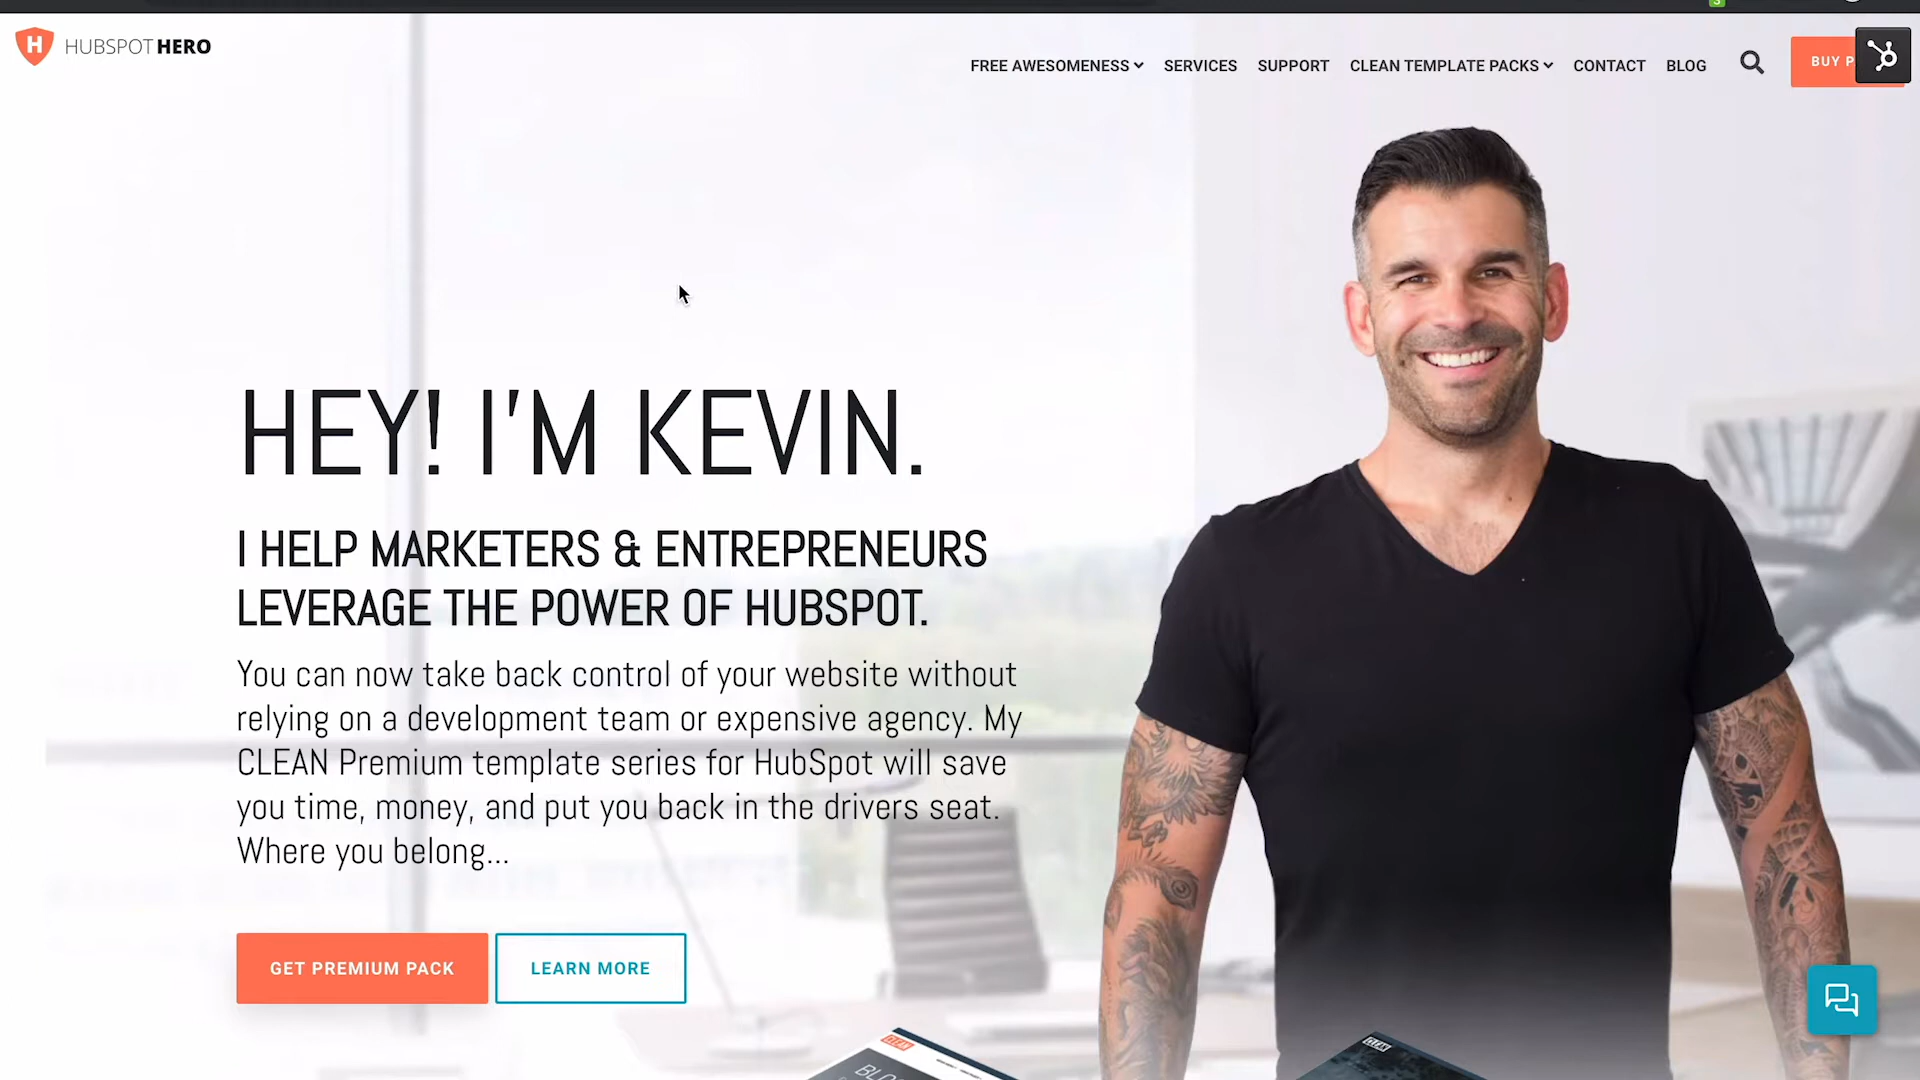 HUBSPOT HERO
FREE AWESOMENESS
SERVICES
SUPPORT
CLEAN TEMPLATE PACKS
CONTACT
BLOG
BUY P
HEY! I'M KEVIN.
I HELP MARKETERS & ENTREPRENEURS
LEVERAGE THE POWER OF HUBSPOT.
You can now take back control of your website without
relying on a development team or expensive agency. My
CLEAN Premium template series for HubSpot will save
you time, money, and put you back in the drivers seat.
Where you belong...
GET PREMIUM PACK
LEARN MORE
CLEAN
CLEAN